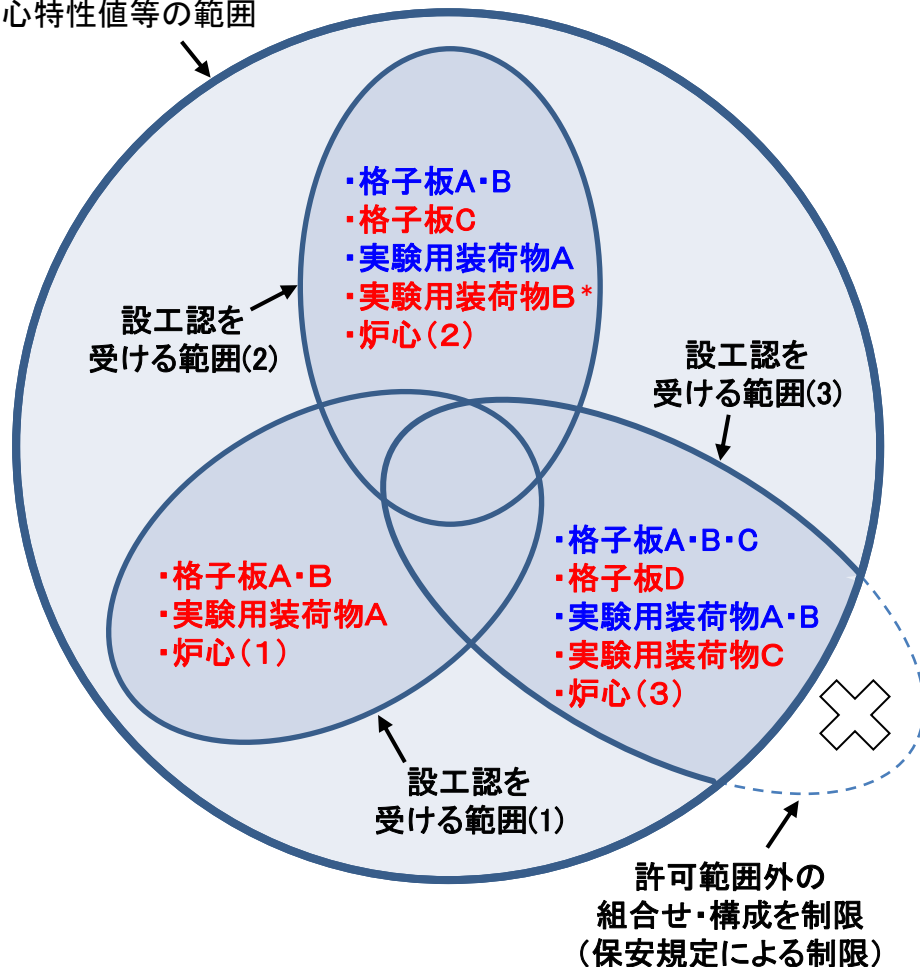 心特性値等の範囲
・格子板A・B
・格子板C
・実験用装荷物A
・実験用装荷物B*
・炉心(2)
設工認を
受ける範囲(2)
設工認を
受ける範囲(3)
・格子板A・B・C
・格子板D
・実験用装荷物A・B
・実験用装荷物C
・炉心(3)
・格子板A・B
・実験用装荷物A
・炉心(1)
設工認を
受ける範囲(1)
許可範囲外の
組合せ・構成を制限
(保安規定による制限)